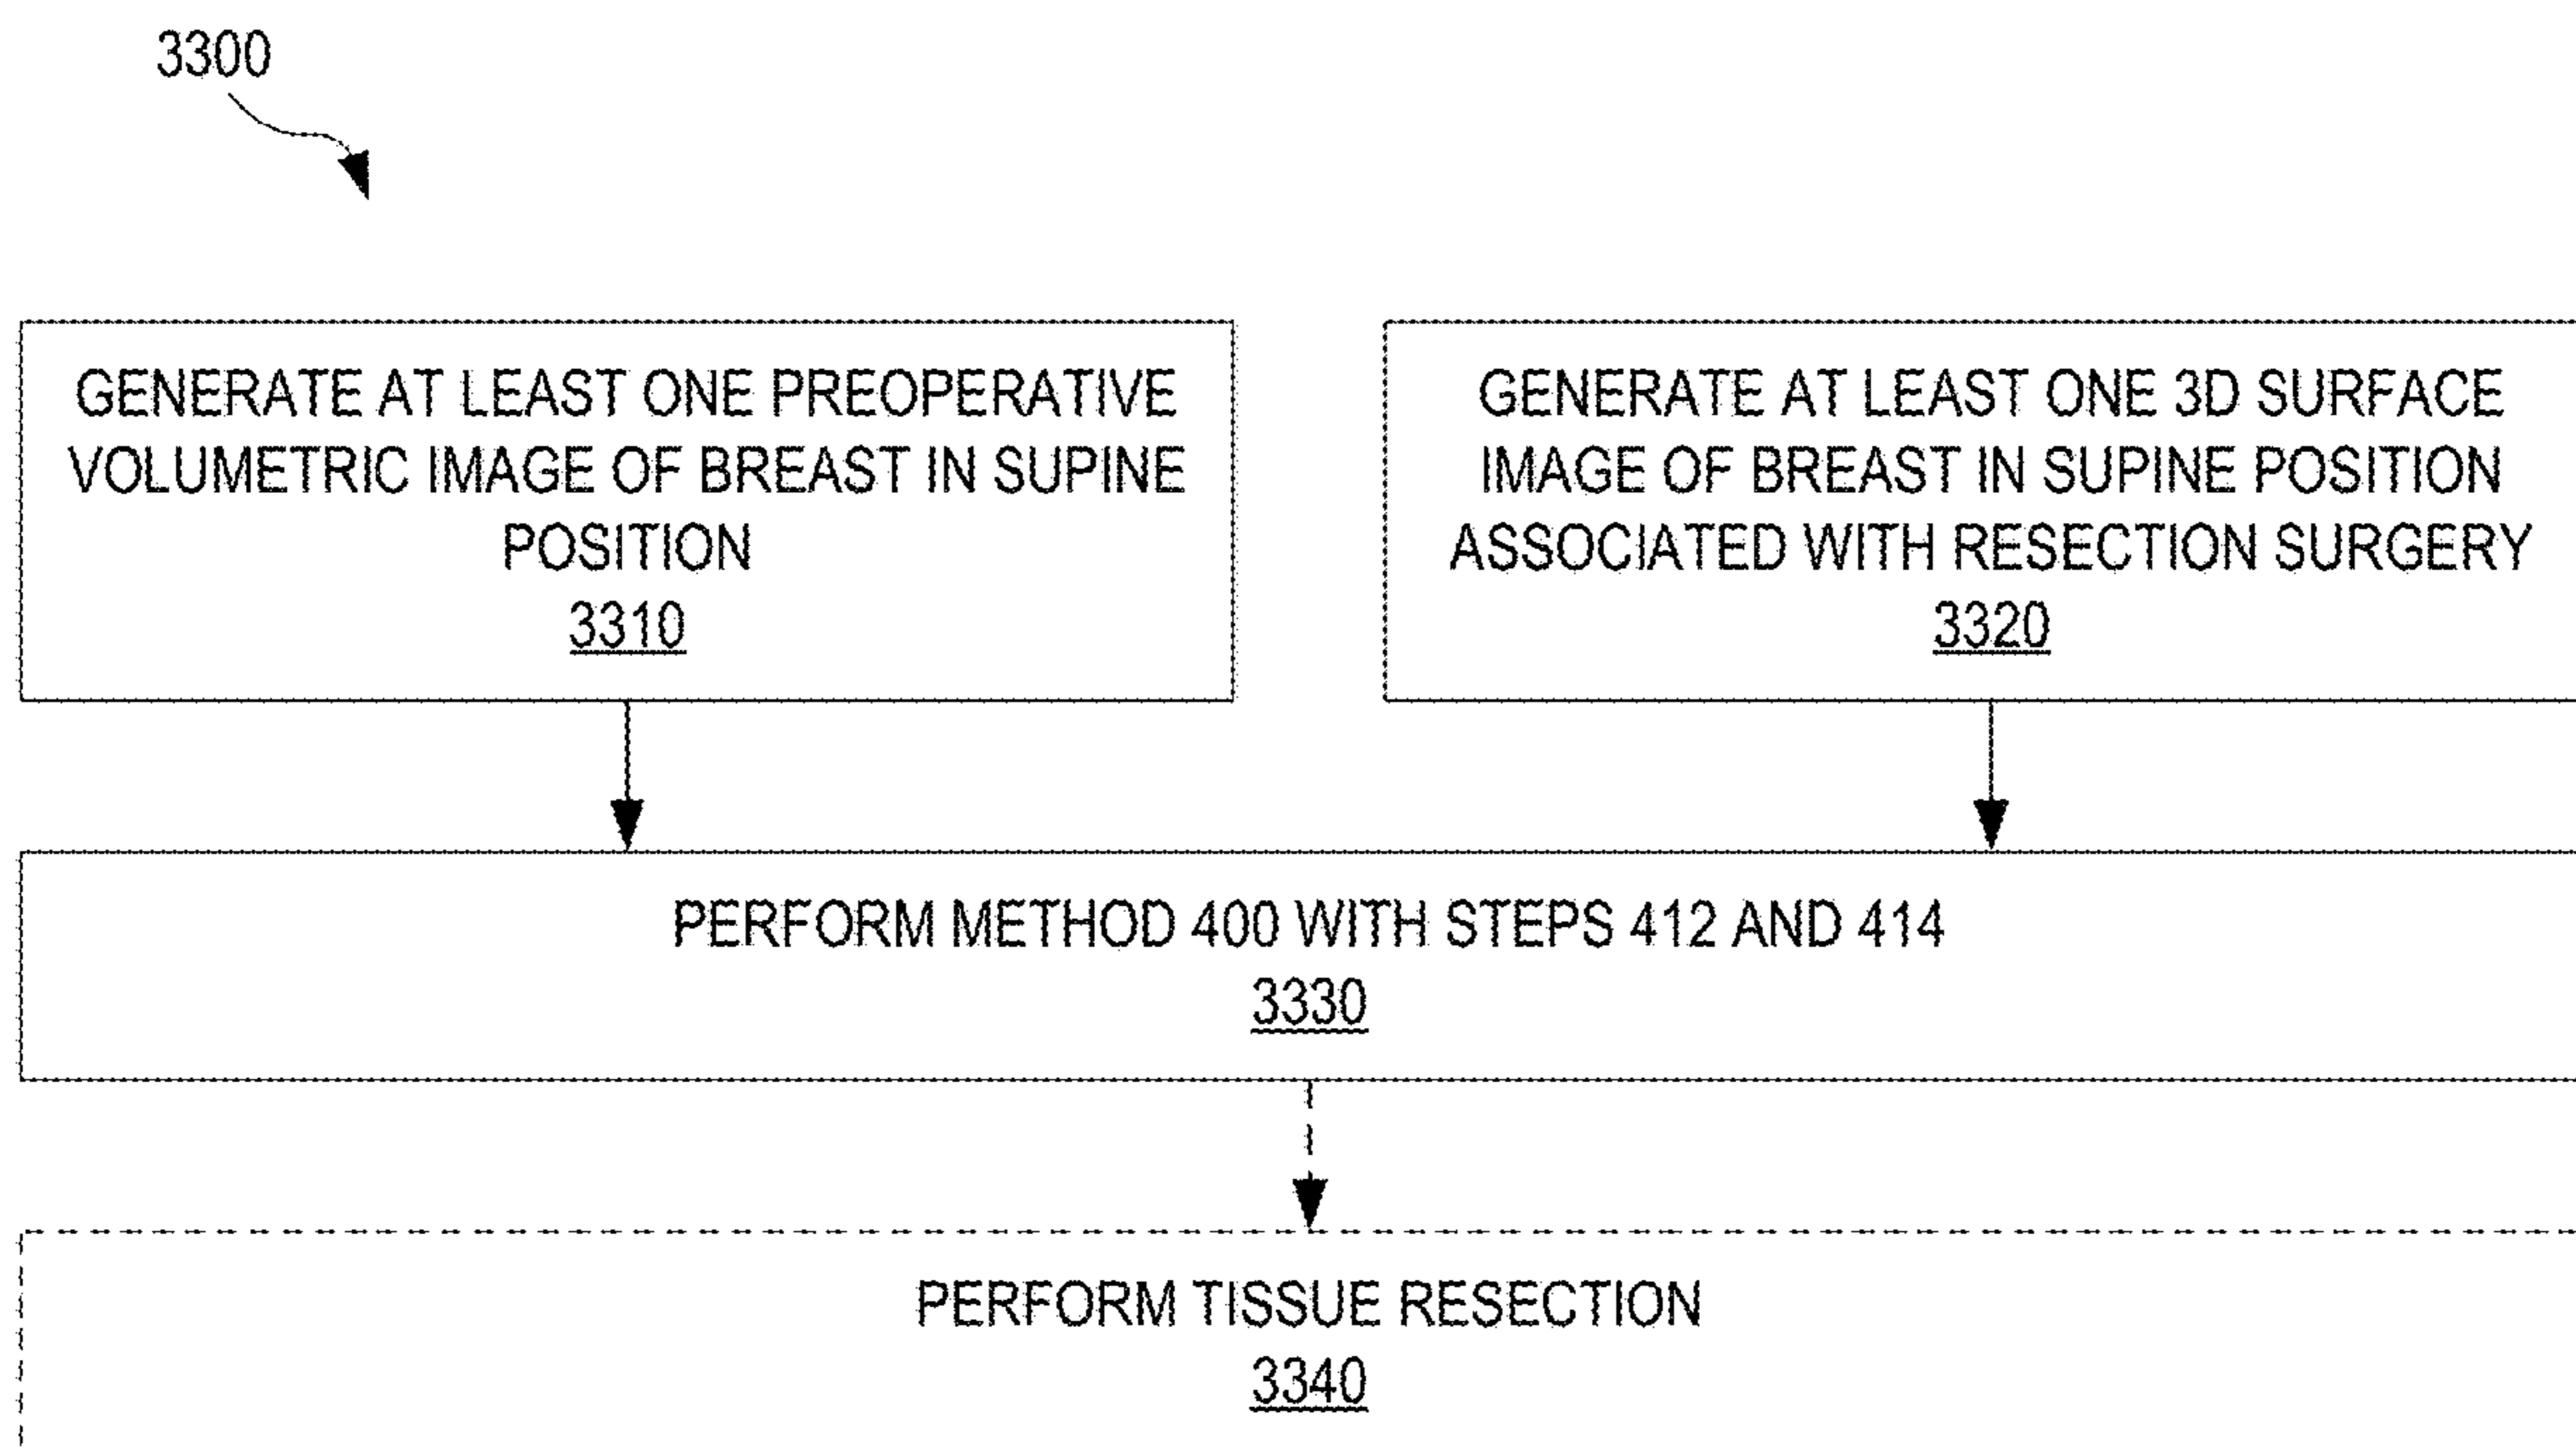 3300
GENERATE AT LEAST ONE PREOPERATIVE
VOLUMETRIC IMAGE OF BREAST IN SUPINE
POSITION
3310
GENERATE AT LEAST ONE 3D SURFACE
IMAGE OF BREAST IN SUPINE POSITION
ASSOCIATED WITH RESECTION SURGERY
3320
PERFORM METHOD 400 WITH STEPS 412 AND 414
3330
PERFORM TISSUE RESECTION
3340